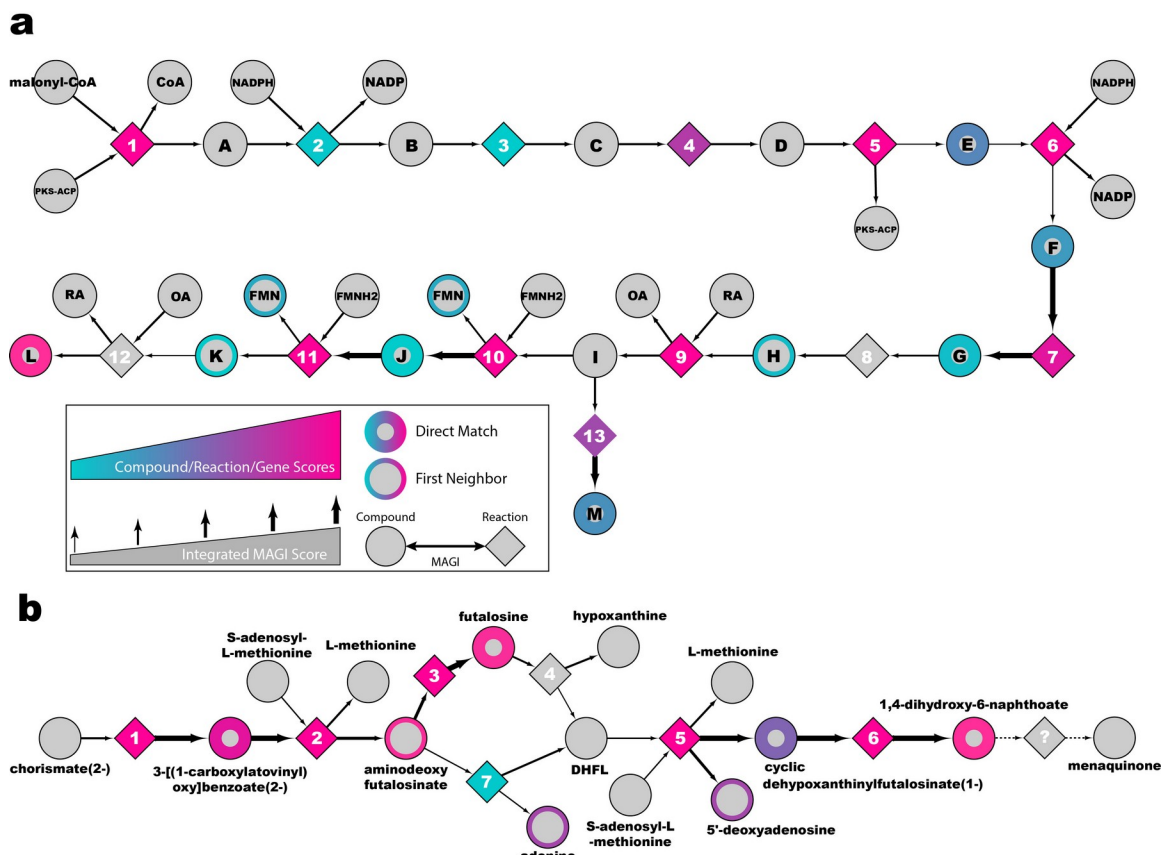 a
malonyl-CoA
CoA
NADPH
NADP
NADPH
1
A
2
B
3
C
4
D
5
E
6
PKS-ACP
NADP
PKS-ACP
F
RA
OA
FMN
FMNH2
FMN
FMNH2
OA
RA
L
12
K
11
J
10
I
9
H
8
G
7
13
M
Compound/Reaction/Gene Scores
Integrated MAGI Score
Direct Match
First Neighbor
Compound
Reaction
MAGI
b
futalosine
hypoxanthine
S-adenosyl-
L-methionine
L-methionine
L-methionine
3
4
1,4-dihydroxy-6-naphthoate
1
2
5
6
?
chorismate(2-)
3-[(1-carboxylatovinyl)
oxy]benzoate(2-)
aminodeoxy
futalosinate
7
DHFL
cyclic
dehypoxanthinylfutalosinate(1-)
menaquinone
S-adenosyl-L
-methionine
5'-deoxyadenosine
adenine